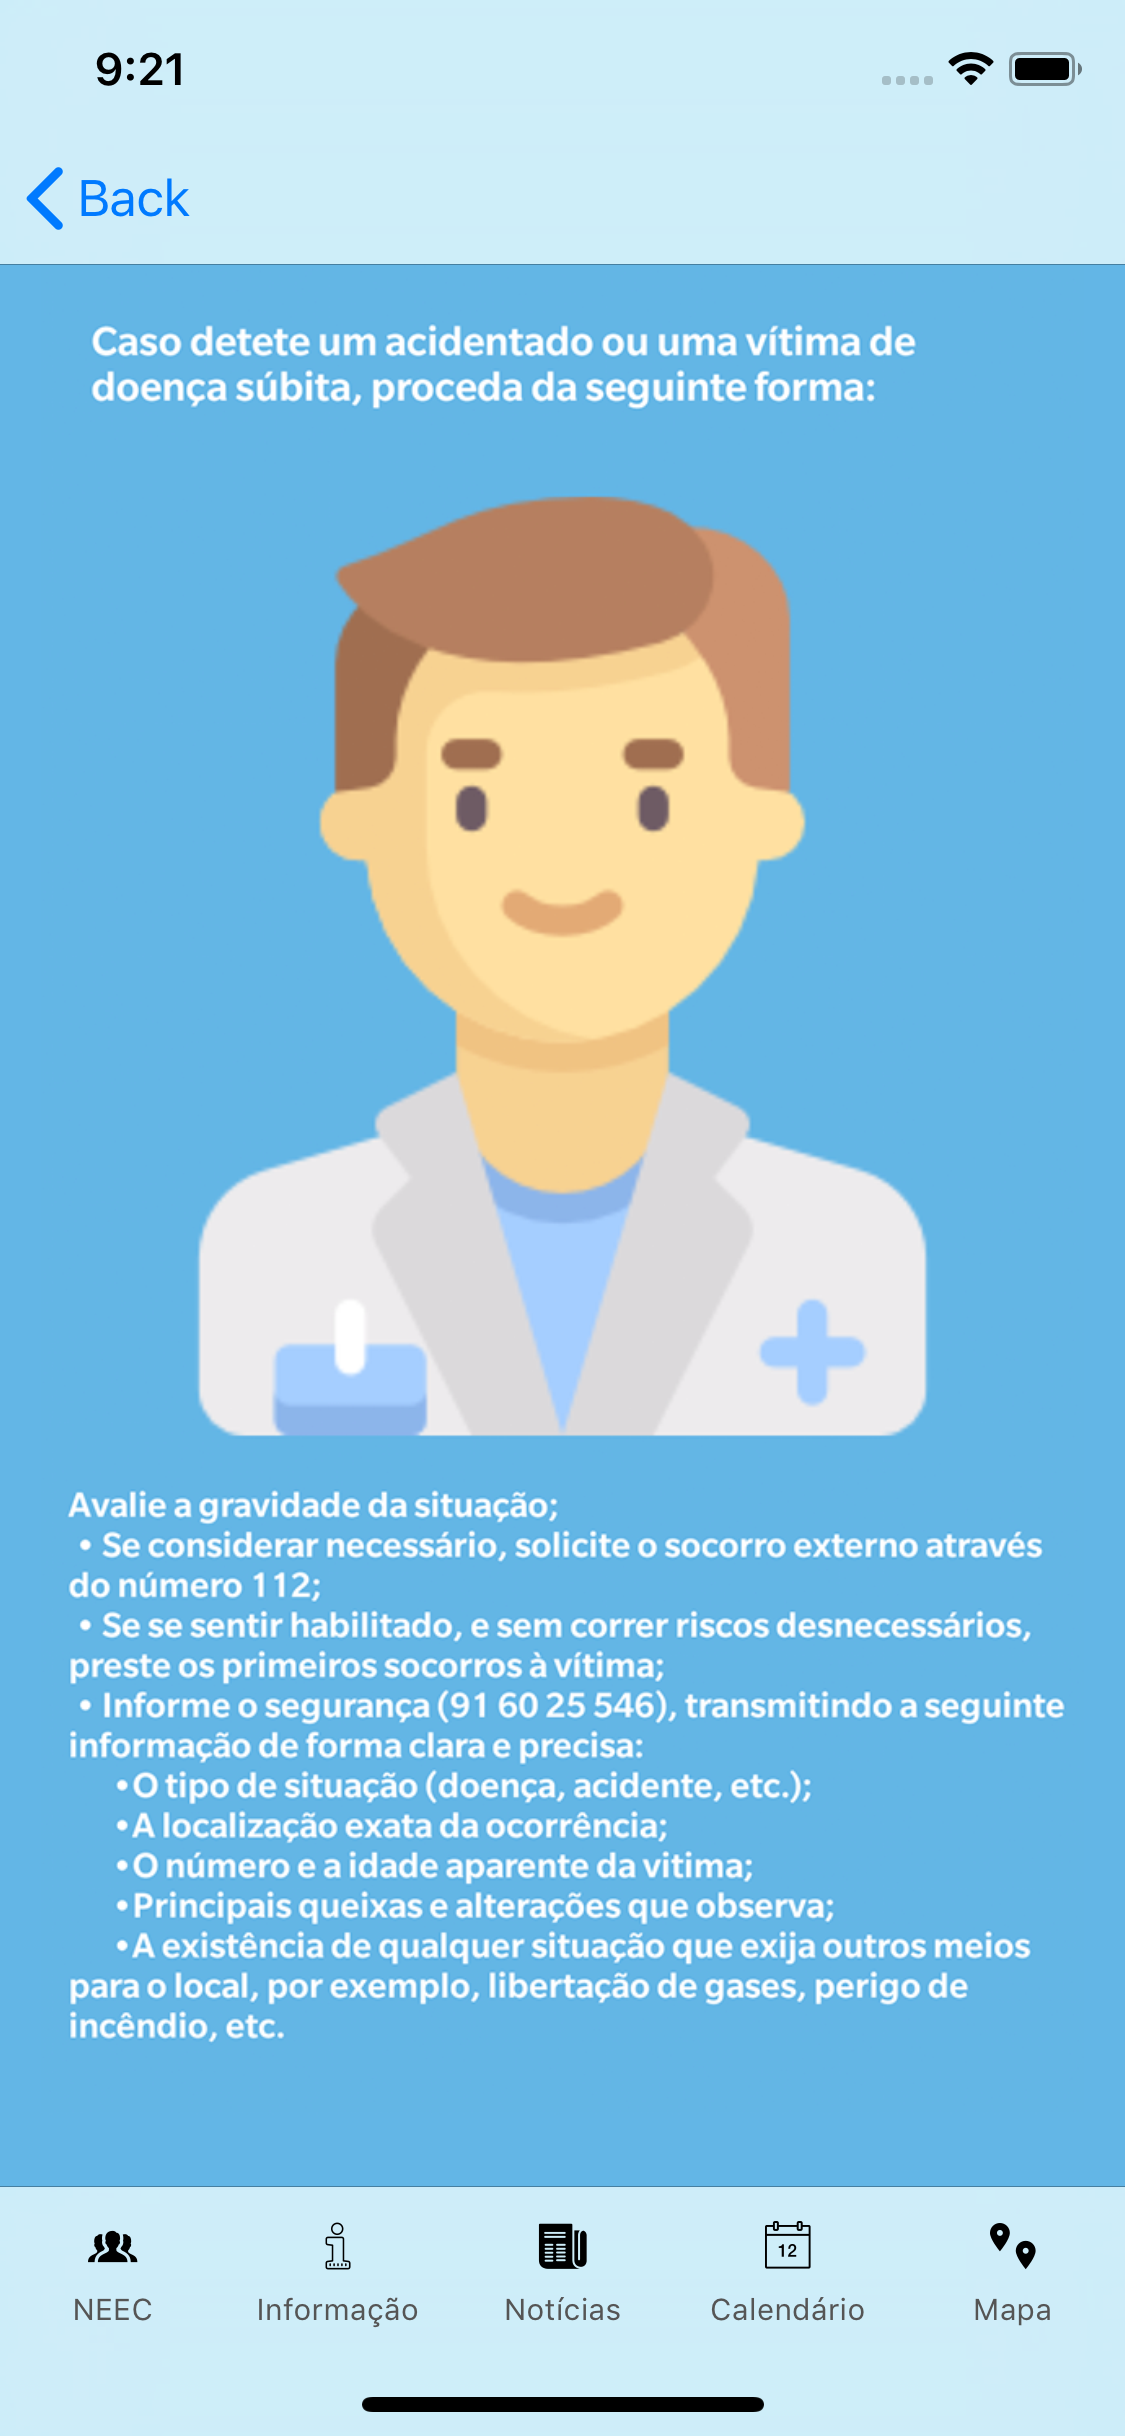 9:21
Back
Caso detete um acidentado ou uma vítima de
doença súbita, proceda da seguinte forma:
Avalie a gravidade da situação;
• Se considerar necessário, solicite o socorro externo através
do número 112;
• Se se sentir habilitado, e sem correr riscos desnecessários,
preste os primeiros socorros à vítima;
• Informe o segurança (91 60 25 546), transmitindo a seguinte
informação de forma clara e precisa:
•O tipo de situação (doença, acidente, etc.);
•A localização exata da ocorrência;
•O número e a idade aparente da vitima;
•Principais queixas e alterações que observa;
•A existência de qualquer situação que exija outros meios
para o local, por exemplo, libertação de gases, perigo de
incêndio, etc.
12
NEEC Informação Notícias Calendário Mapa